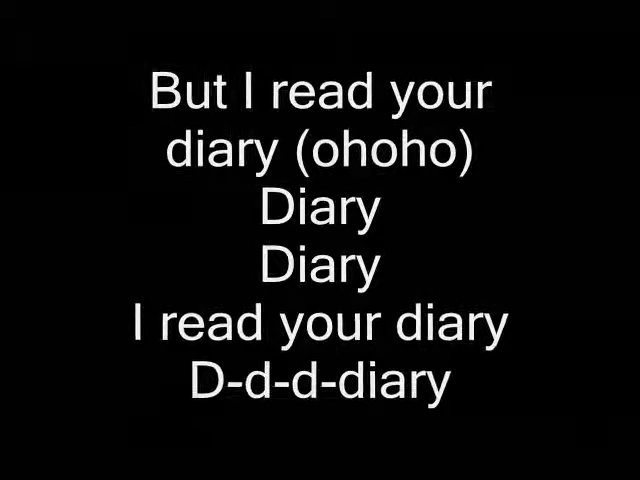 But I read your
diary (ohoho)
Diary
Diary
I read your diary
D-d-d-diary